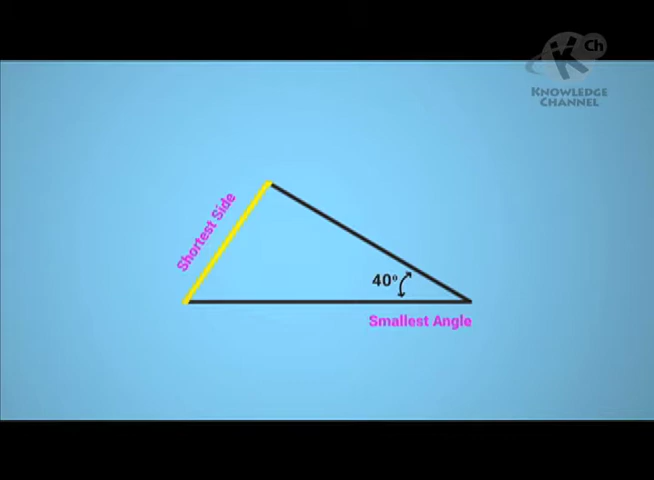 Ch
K
KNOWLEDGE
CHANNEL
Shortest Side
40°
Smallest Angle